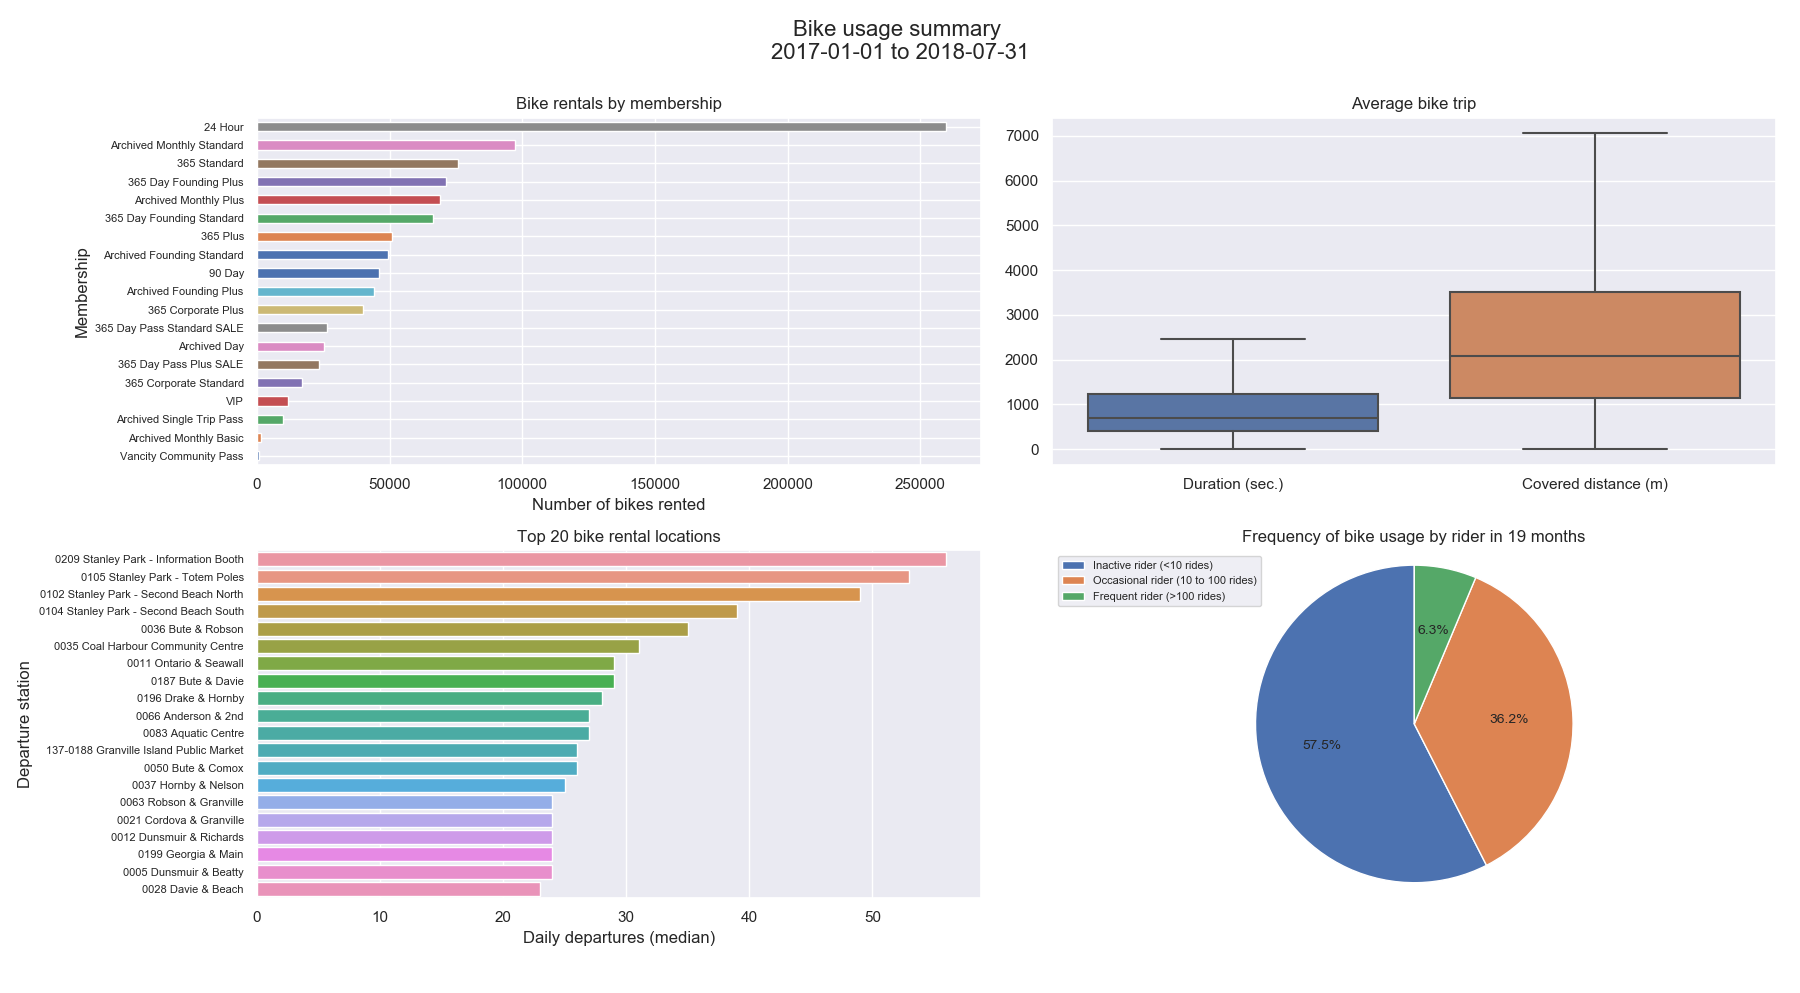 Bike usage summary
2017-01-01 to 2018-07-31
Bike rentals by membership
Membership
24 Hour
Archived Monthly Standard
365 Standard
365 Day Founding Plus
Archived Monthly Plus
365 Day Founding Standard
365 Plus
Archived Founding Standard
90 Day
Archived Founding Plus
365 Corporate Plus
365 Day Pass Standard SALE
Archived Day
365 Day Pass Plus SALE
365 Corporate Standard
VIP
Archived Single Trip Pass
Archived Monthly Basic
Vancity Community Pass
0 50000 100000 150000 200000 250000
Number of bikes rented
Average bike trip
7000
6000
5000
4000
3000
2000
1000
0
Duration (sec.) Covered distance (m)
Top 20 bike rental locations
Departure station
0209 Stanley Park - Information Booth
0105 Stanley Park - Totem Poles
0102 Stanley Park - Second Beach North
0104 Stanley Park - Second Beach South
0036 Bute & Robson
0035 Coal Harbour Community Centre
0011 Ontario & Seawall
0187 Bute & Davie
0196 Drake & Hornby
0066 Anderson & 2nd
0083 Aquatic Centre
137-0188 Granville Island Public Market
0050 Bute & Comox
0037 Hornby & Nelson
0063 Robson & Granville
0021 Cordova & Granville
0012 Dunsmuir & Richards
0199 Georgia & Main
0005 Dunsmuir & Beatty
0028 Davie & Beach
0 10 20 30 40 50
Daily departures (median)
Frequency of bike usage by rider in 19 months
Inactive rider (<10 rides)
Occasional rider (10 to 100 rides)
Frequent rider (>100 rides)
6.3%
36.2%
57.5%